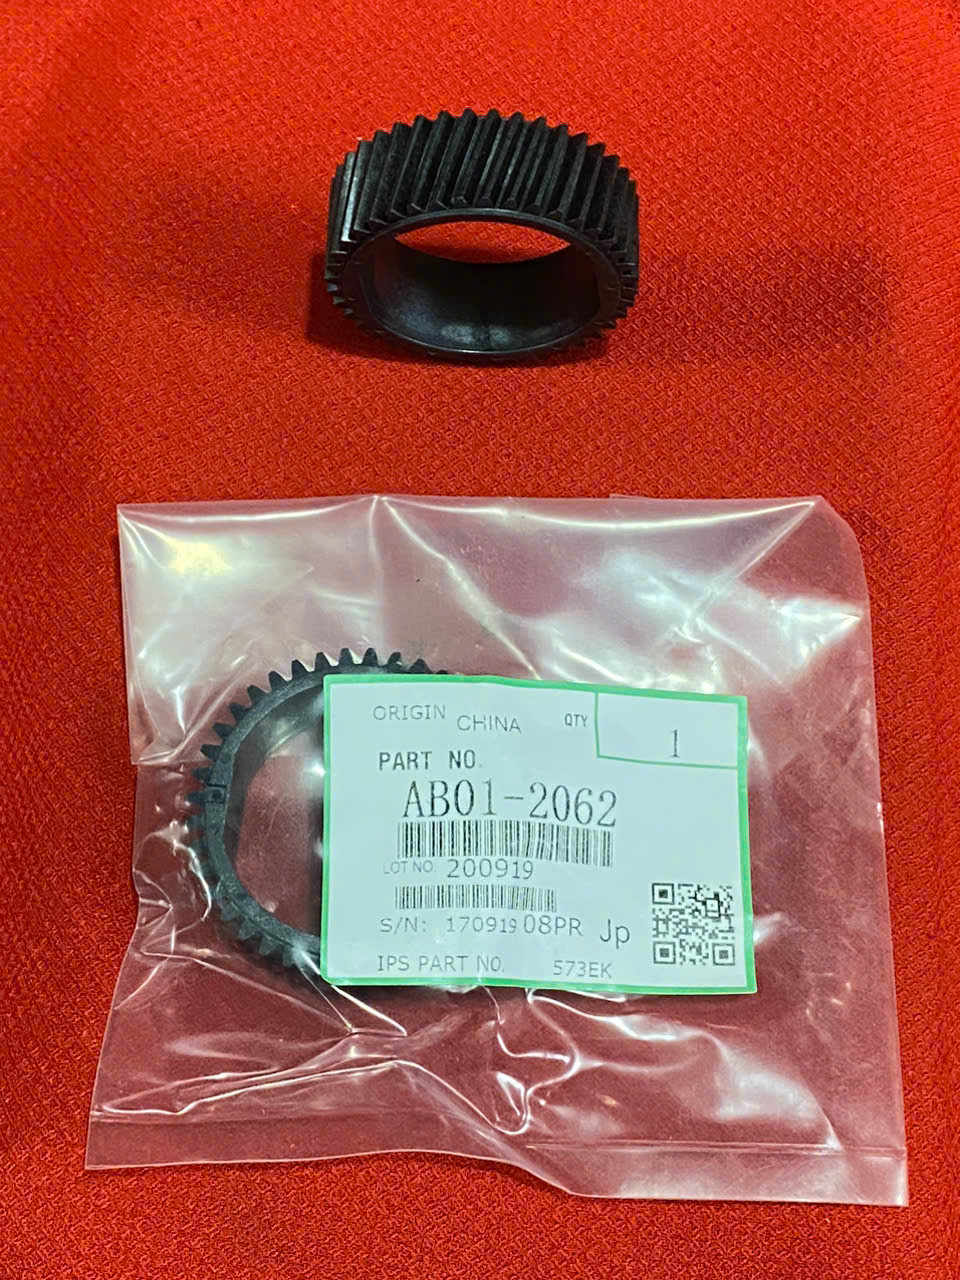 ORIGIN CHINA QTY 1
PART NO.
AB01-2062
LOT NO. 200919
S/N: 17091908PR Jp
IPS PART NO. 573EK